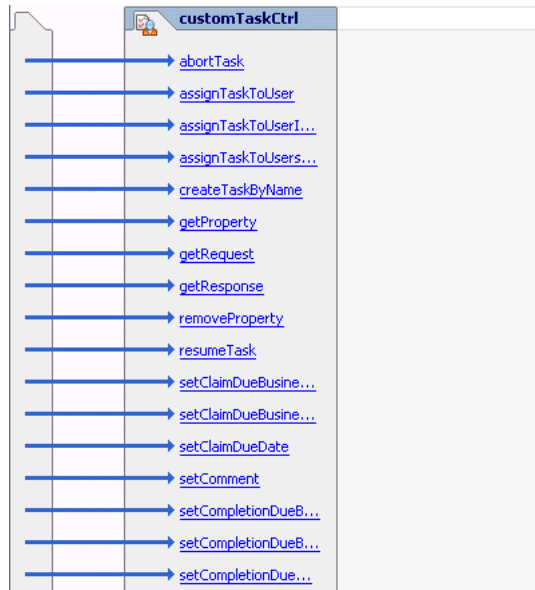 customTaskCtrl
abortTask
assignTaskToUser
assignTaskToUserI...
assignTaskToUsers...
createTaskByName
getProperty
getRequest
getResponse
removeProperty
resumeTask
setClaimDueBusine...
setClaimDueBusine...
setClaimDueDate
setComment
setCompletionDueB...
setCompletionDueB...
setCompletionDue...